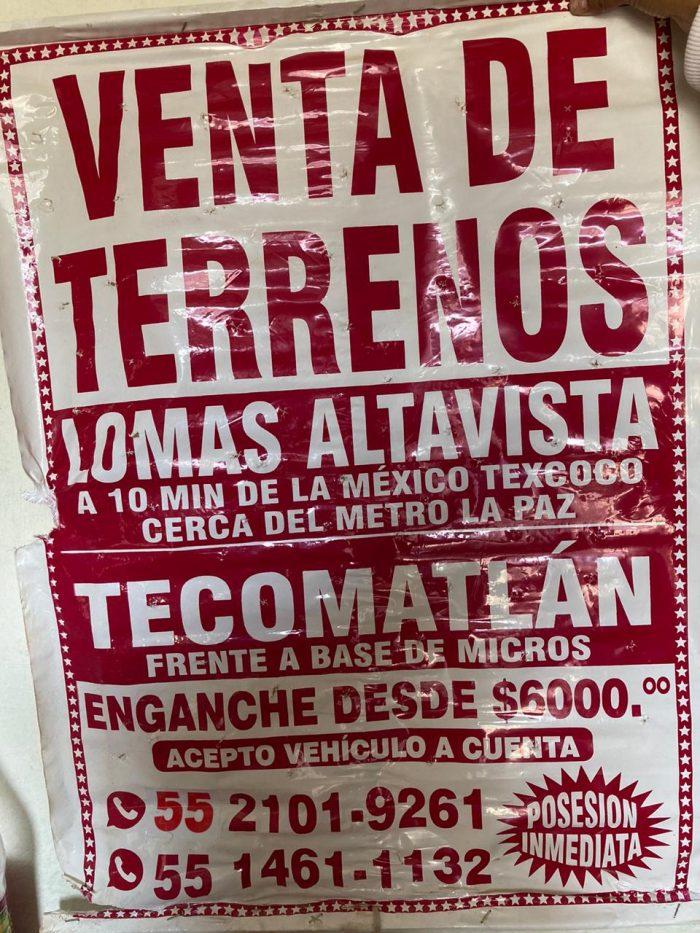 VENTA DE
TERRENOS
LOMAS ALTAVISTA
A 10 MIN DE LA MÉXICO TEXCOCO
CERCA DEL METRO LA PAZ
TECOMATLÁN
FRENTE A BASE DE MICROS
ENGANCHE DESDE $6000.00
ACEPTO VEHÍCULO A CUENTA
55 2101-9261
55 1461-1132
POSESION
INMEDIATA